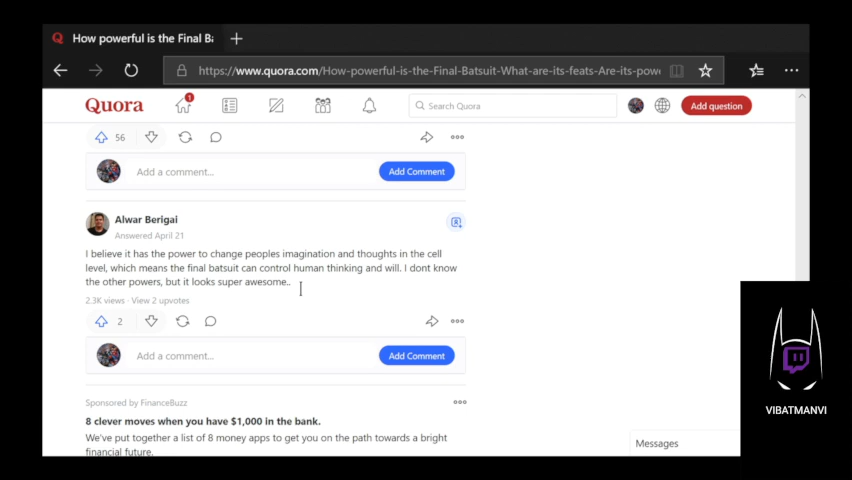 How powerful is the Final Ba
https://www.quora.com/How-powerful-is-the-Final-Batsuit-What-are-its-feats-Are-its-powe
Quora
1
Search Quora
Add question
56
Add a comment...
Add Comment
Alwar Berigai
Answered April 21
I believe it has the power to change peoples imagination and thoughts in the cell
level, which means the final batsuit can control human thinking and will. I dont know
the other powers, but it looks super awesome..
2.3K views · View 2 upvotes
2
Add a comment...
Add Comment
Sponsored by FinanceBuzz
8 clever moves when you have $1,000 in the bank.
We've put together a list of 8 money apps to get you on the path towards a bright
financial future.
Messages
VIBATMANVI